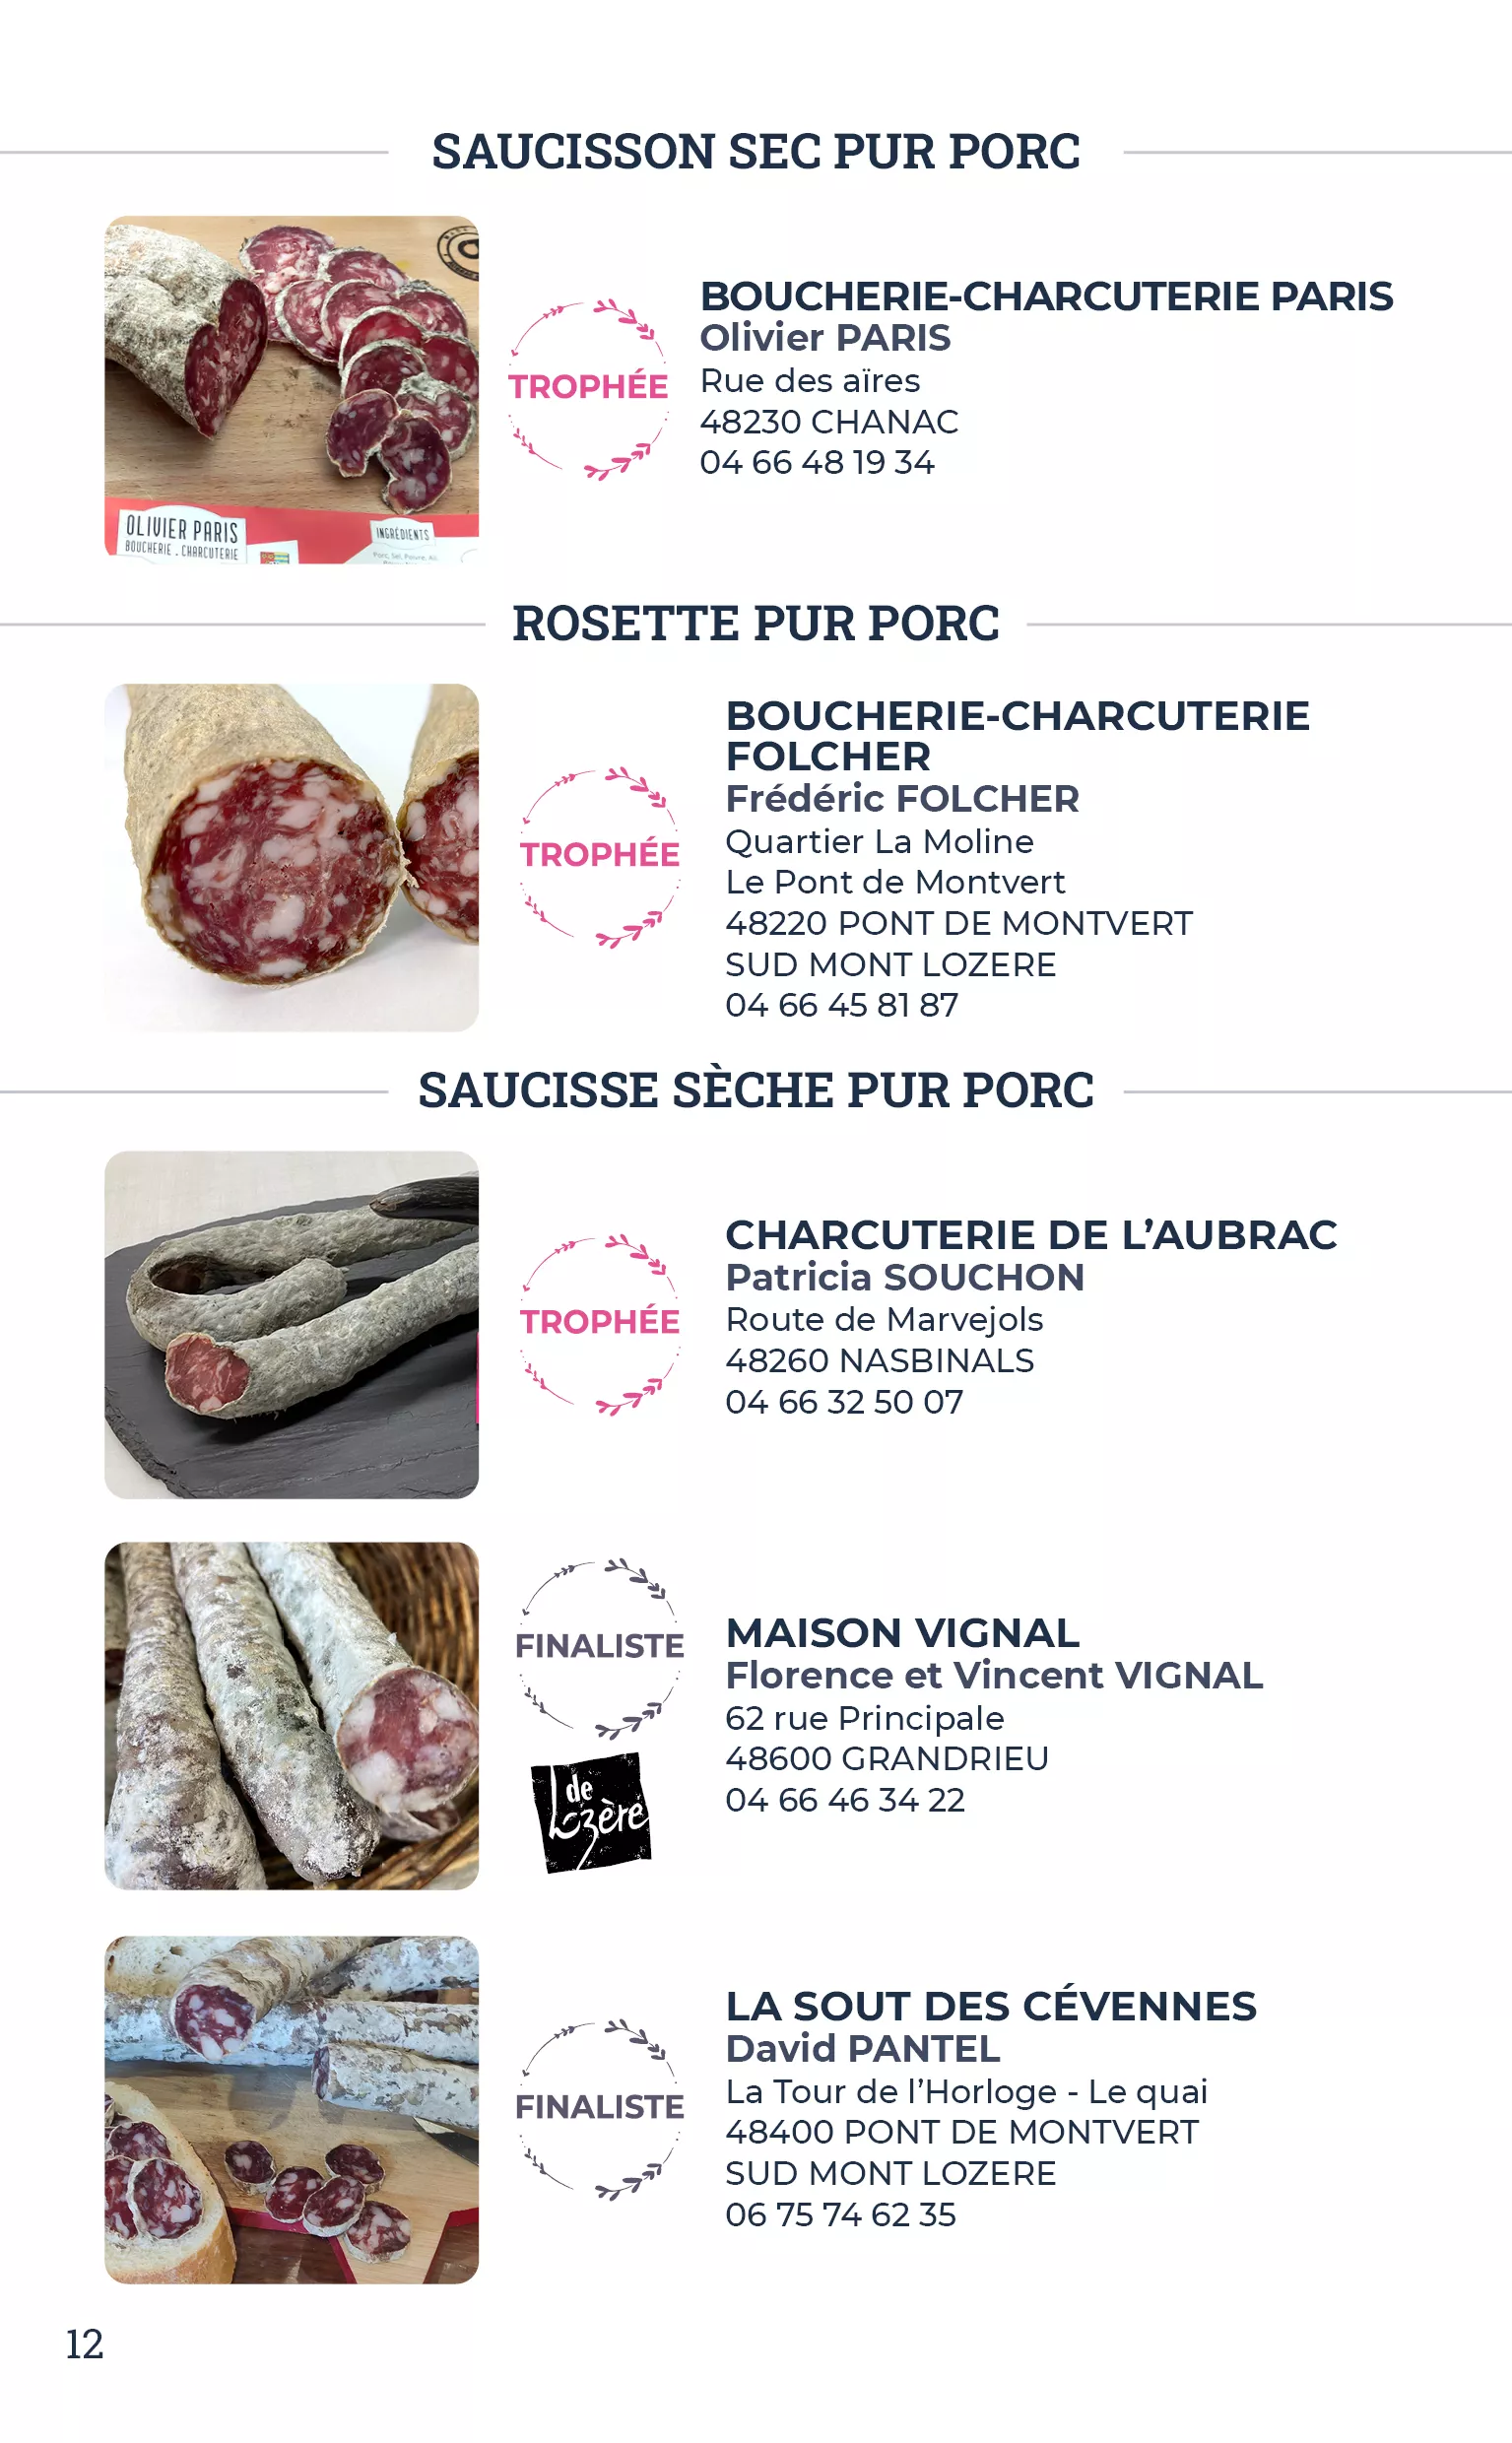 SAUCISSON SEC PUR PORC
OLIVIER PARIS
BOUCHERIE . CHARCUTERIE
INGRÉDIENTS
Porc, Sel, Poivre, Ail
TROPHÉE
BOUCHERIE-CHARCUTERIE PARIS
Olivier PARIS
Rue des aïres
48230 CHANAC
04 66 48 19 34
ROSETTE PUR PORC
TROPHÉE
BOUCHERIE-CHARCUTERIE
FOLCHER
Frédéric FOLCHER
Quartier La Moline
Le Pont de Montvert
48220 PONT DE MONTVERT
SUD MONT LOZERE
04 66 45 81 87
SAUCISSE SÈCHE PUR PORC
TROPHÉE
CHARCUTERIE DE L’AUBRAC
Patricia SOUCHON
Route de Marvejols
48260 NASBINALS
04 66 32 50 07
FINALISTE
de
Lozère
MAISON VIGNAL
Florence et Vincent VIGNAL
62 rue Principale
48600 GRANDRIEU
04 66 46 34 22
FINALISTE
LA SOUT DES CÉVENNES
David PANTEL
La Tour de l’Horloge - Le quai
48400 PONT DE MONTVERT
SUD MONT LOZERE
06 75 74 62 35
12